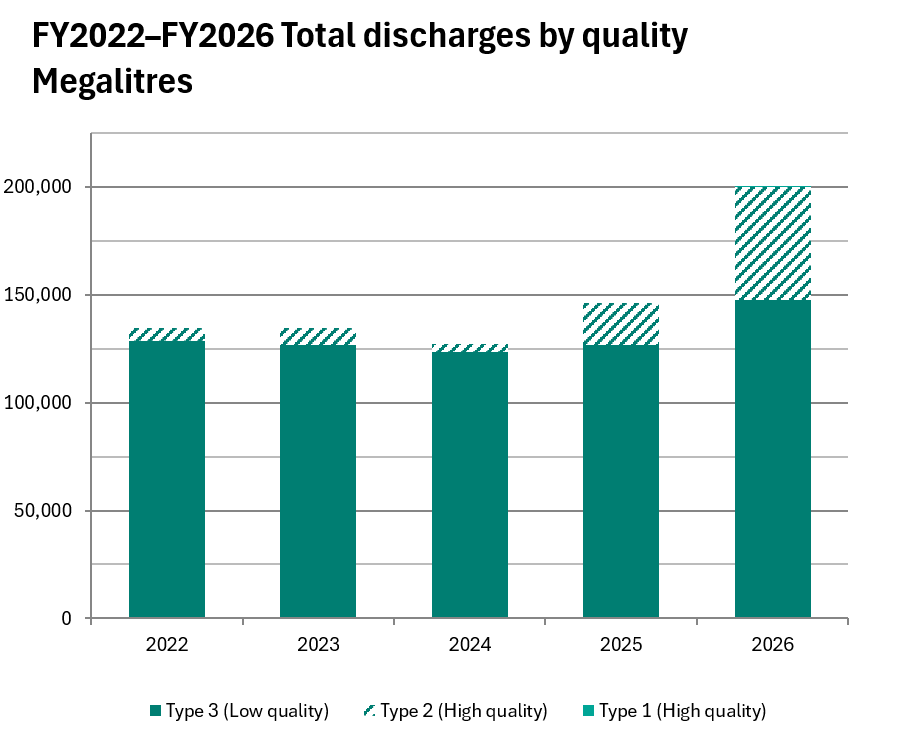 FY2022–FY2026 Total discharges by quality
Megalitres
200,000
150,000
100,000
50,000
0
2022 2023 2024 2025 2026
Type 3 (Low quality) Type 2 (High quality) Type 1 (High quality)